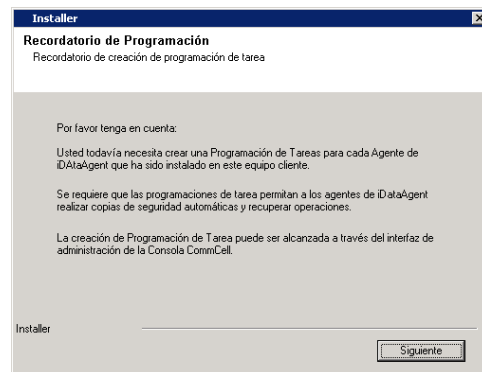 Installer
Recordatorio de Programación
Recordatorio de creación de programación de tarea
Por favor tenga en cuenta:
Usted todavía necesita crear una Programación de Tareas para cada Agente de
iDAtaAgent que ha sido instalado en este equipo cliente.
Se requiere que las programaciones de tarea permitan a los agentes de iDataAgent
realizar copias de seguridad automáticas y recuperar operaciones.
La creación de Programación de Tarea puede ser alcanzada a través del interfaz de
administración de la Consola CommCell.
Installer
Siguiente